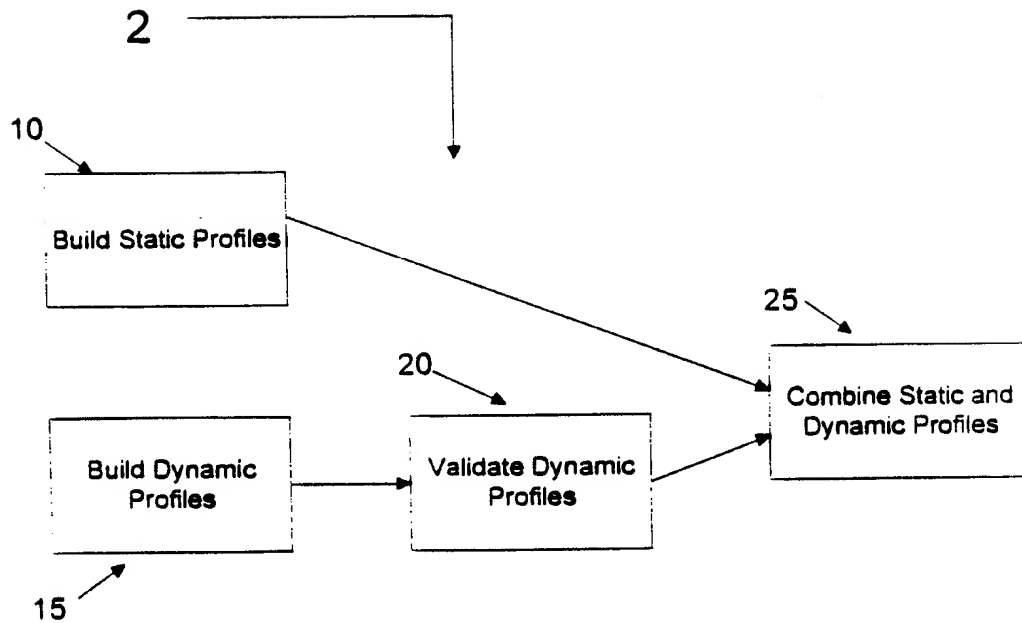 2
10
Build Static Profiles
25
Combine Static and
Dynamic Profiles
20
Validate Dynamic
Profiles
Build Dynamic
Profiles
15